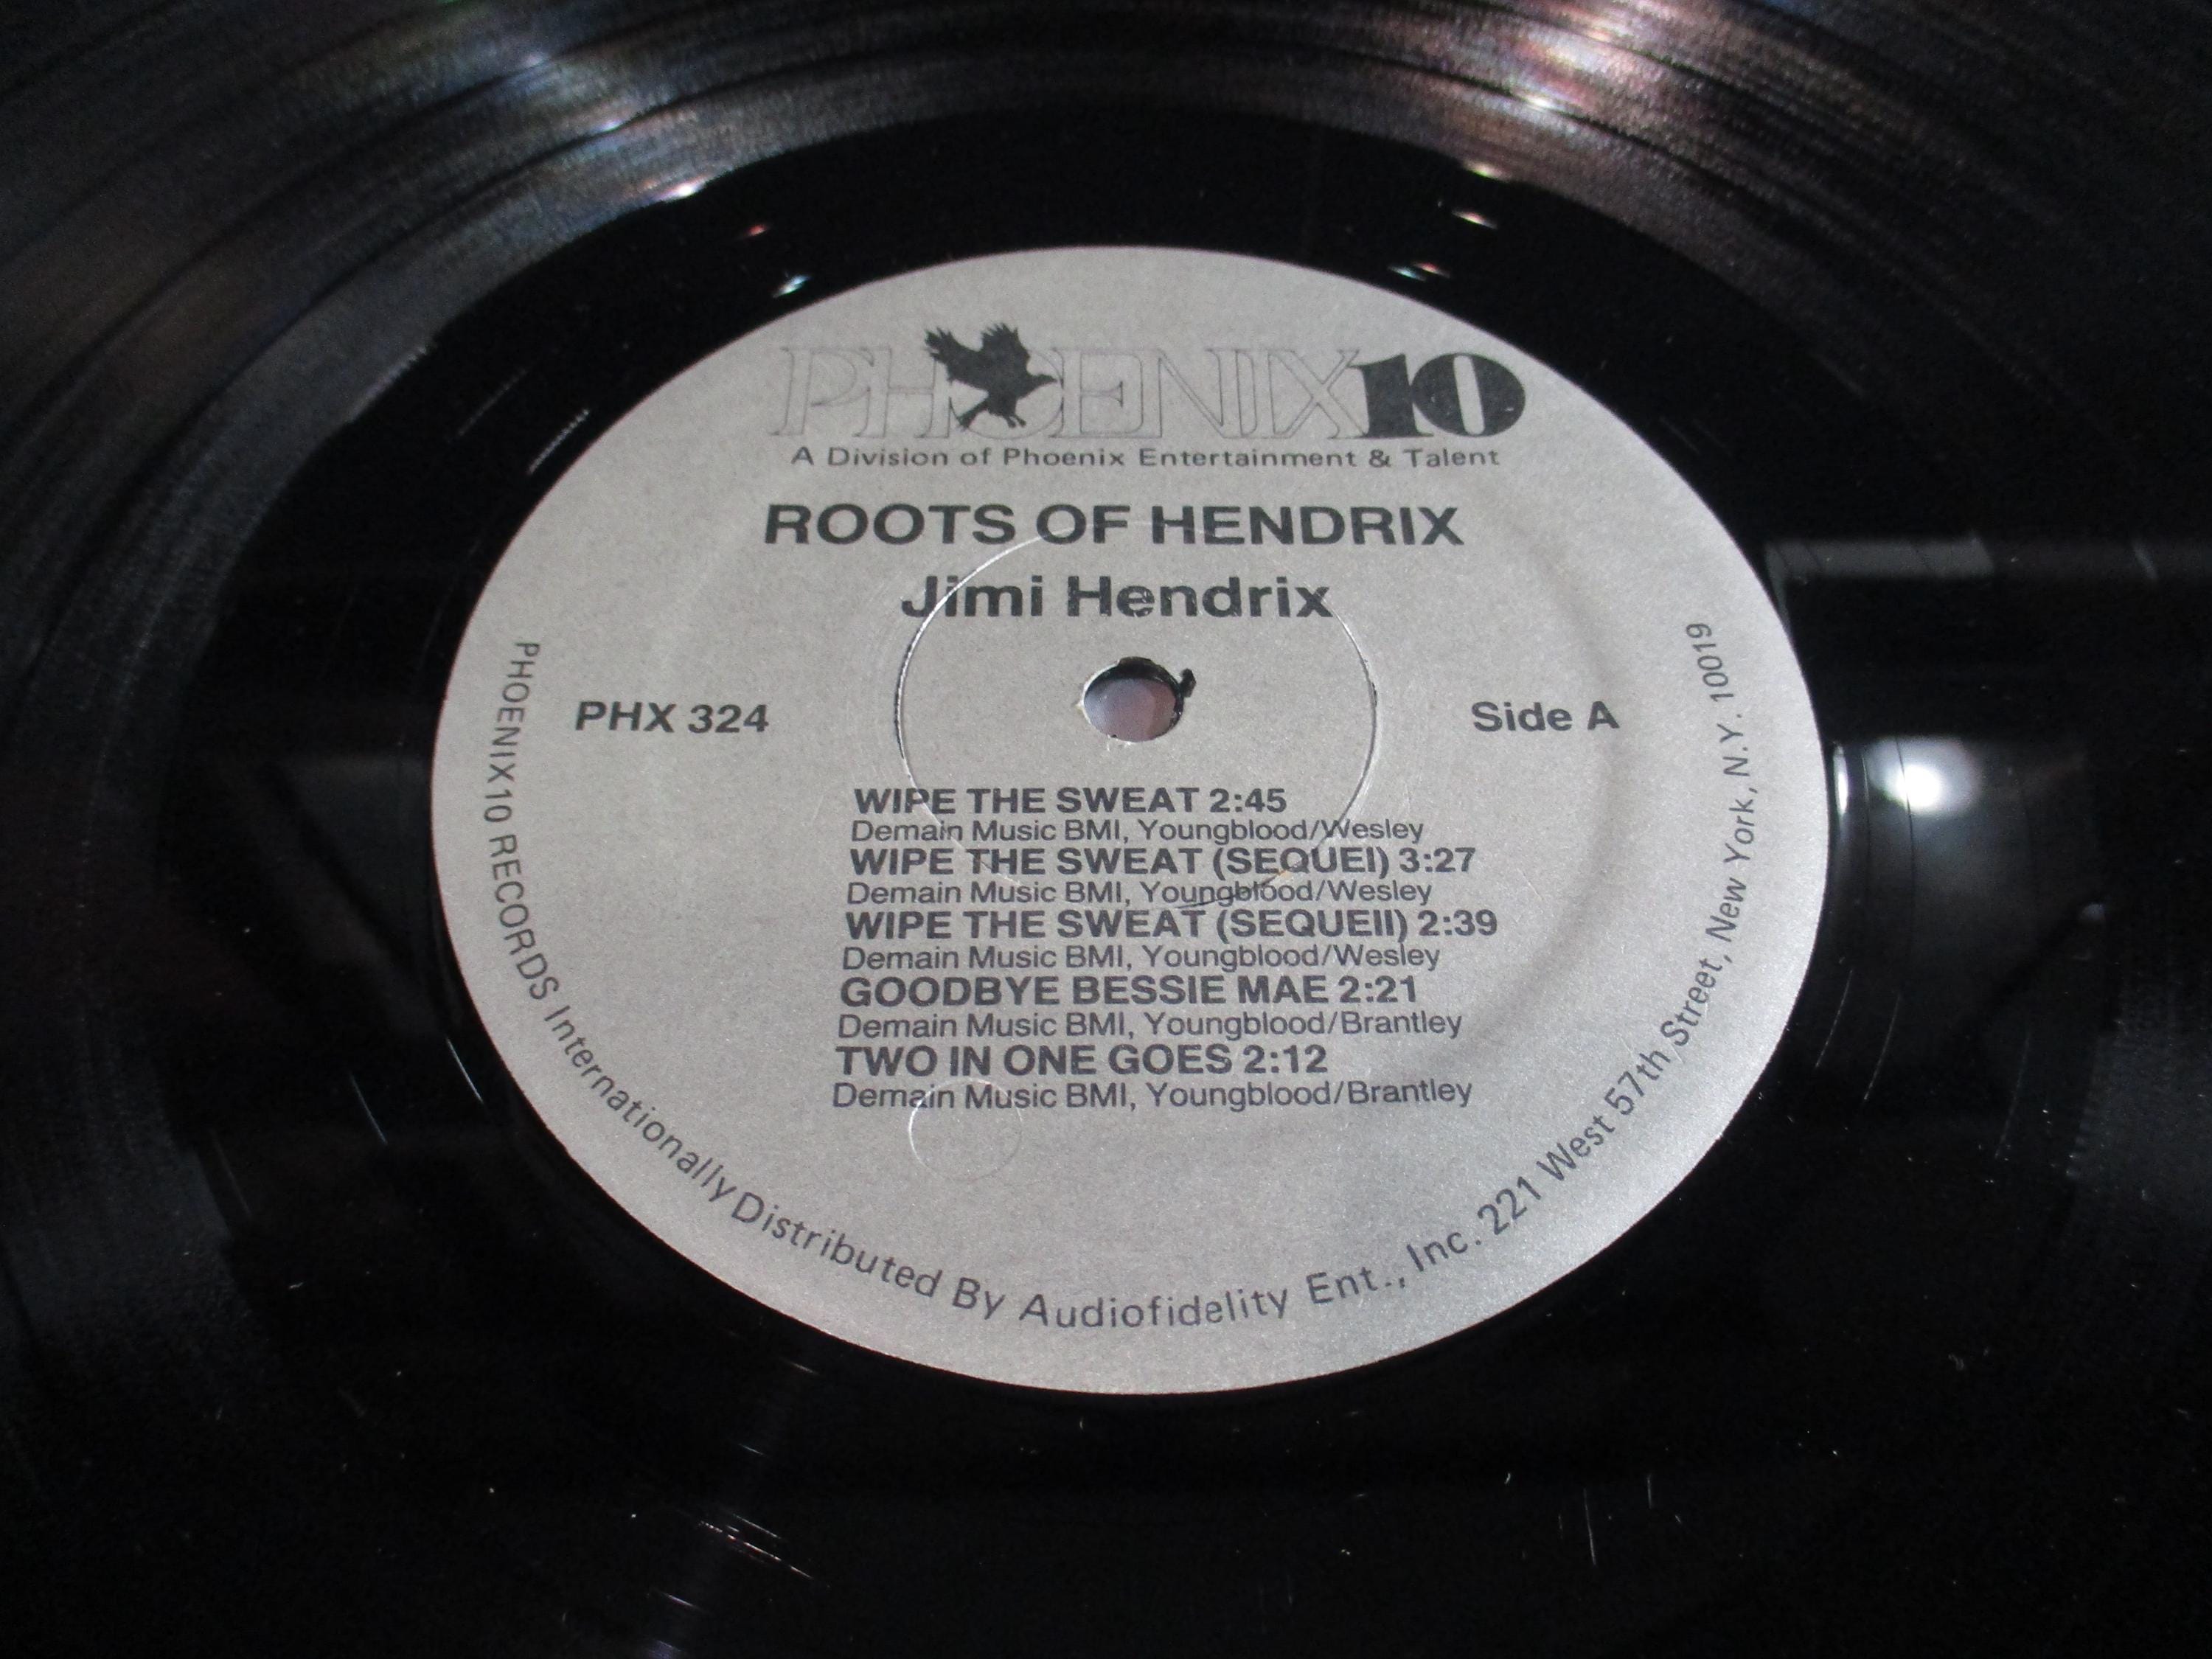 PHOENIX10
A Division of Phoenix Entertainment & Talent
ROOTS OF HENDRIX
Jimi Hendrix
PHX 324
Side A
WIPE THE SWEAT 2:45
Demain Music BMI, Youngblood/Wesley
WIPE THE SWEAT (SEQUEI) 3:27
Demain Music BMI, Youngblood/Wesley
WIPE THE SWEAT (SEQUEII) 2:39
Demain Music BMI, Youngblood/Wesley
GOODBYE BESSIE MAE 2:21
Demain Music BMI, Youngblood/Brantley
TWO IN ONE GOES 2:12
Demain Music BMI, Youngblood/Brantley
PHOENIX10 RECORDS Internationally Distributed By Audiofidelity Ent., Inc. 221 West 57th Street, New York, N.Y. 10019